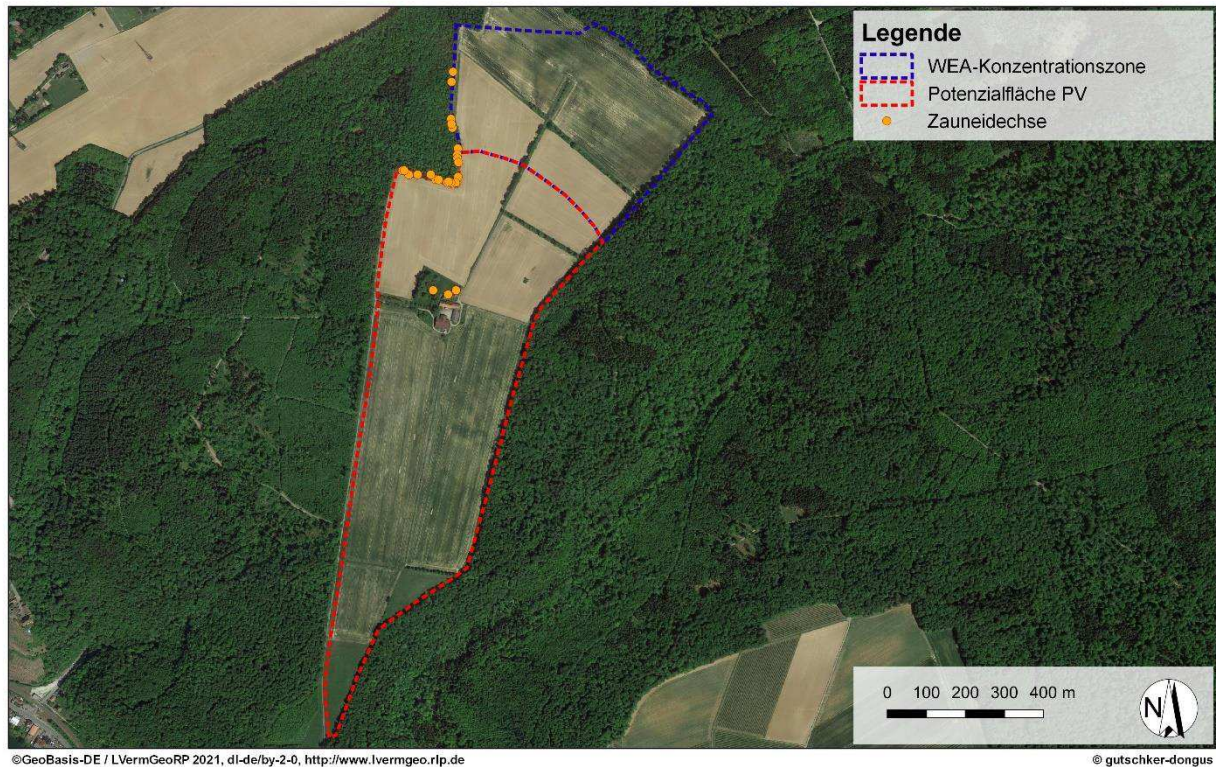 Legende
WEA-Konzentrationszone
Potenzialfläche PV
Zauneidechse
0 100 200 300 400 m
N
©GeoBasis-DE / LVermGeoRP 2021, dl-de/by-2-0, http://www.lvermgeo.rlp.de
© gutschker-dongus